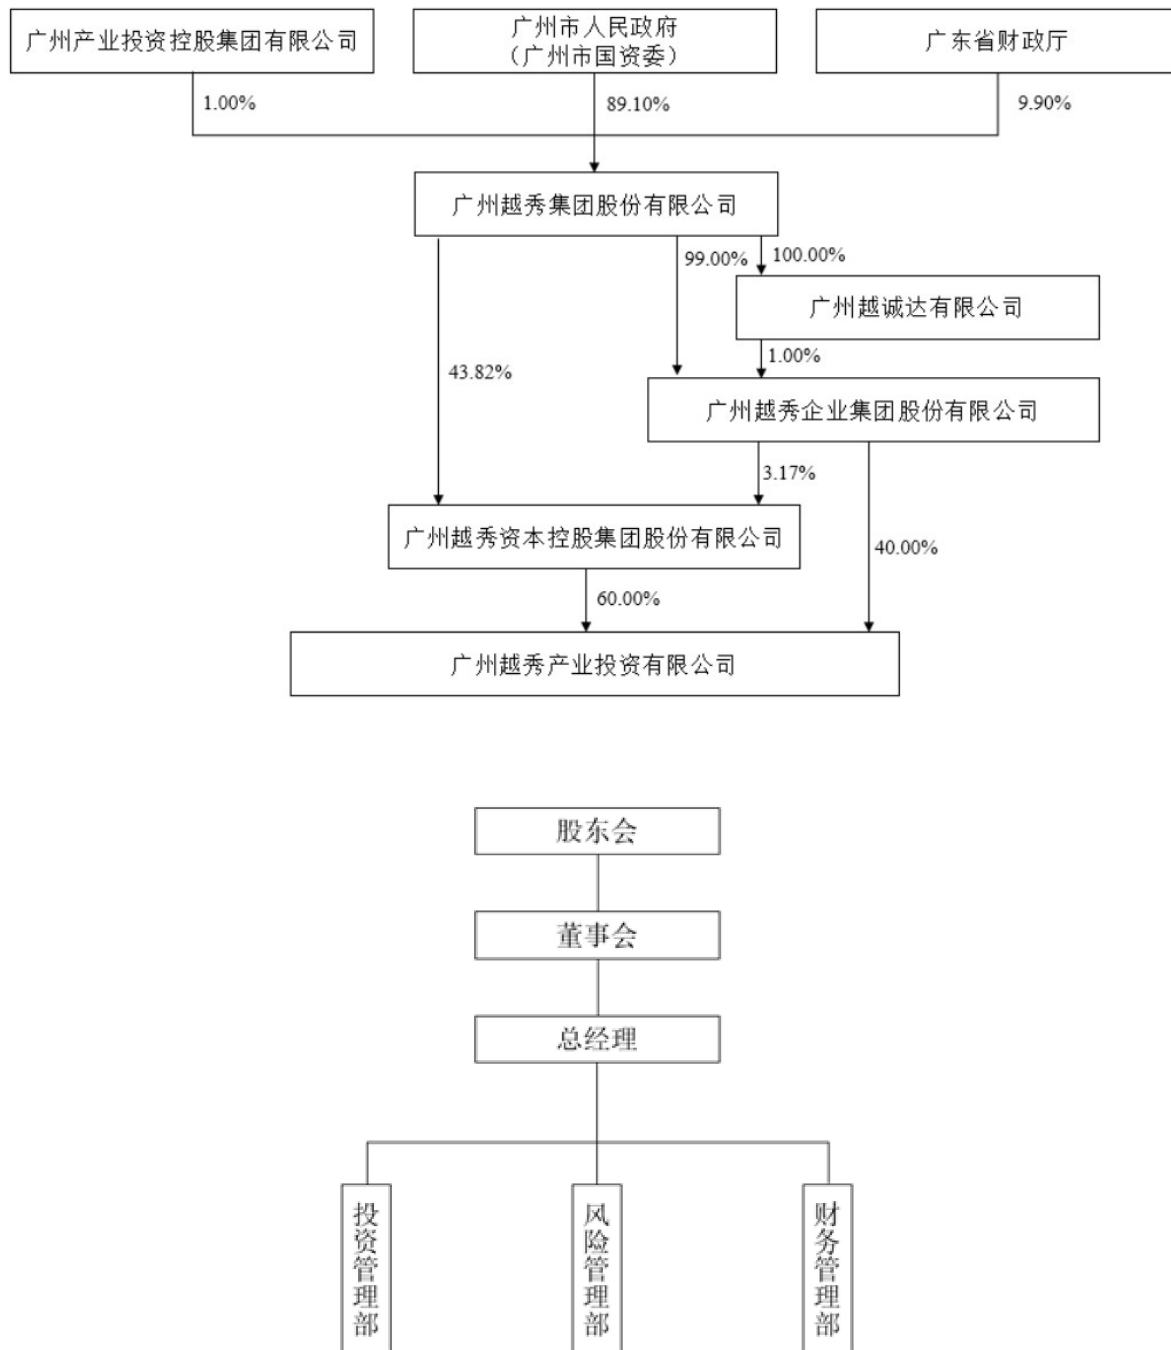 广州产业投资控股集团有限公司
广州市人民政府
（广州市国资委）
广东省财政厅
1.00%
89.10%
9.90%
广州越秀集团股份有限公司
99.00%
100.00%
广州越诚达有限公司
43.82%
1.00%
广州越秀企业集团股份有限公司
3.17%
广州越秀资本控股集团股份有限公司
40.00%
60.00%
广州越秀产业投资有限公司
股东会
董事会
总经理
投资管理部
风险管理部
财务管理部